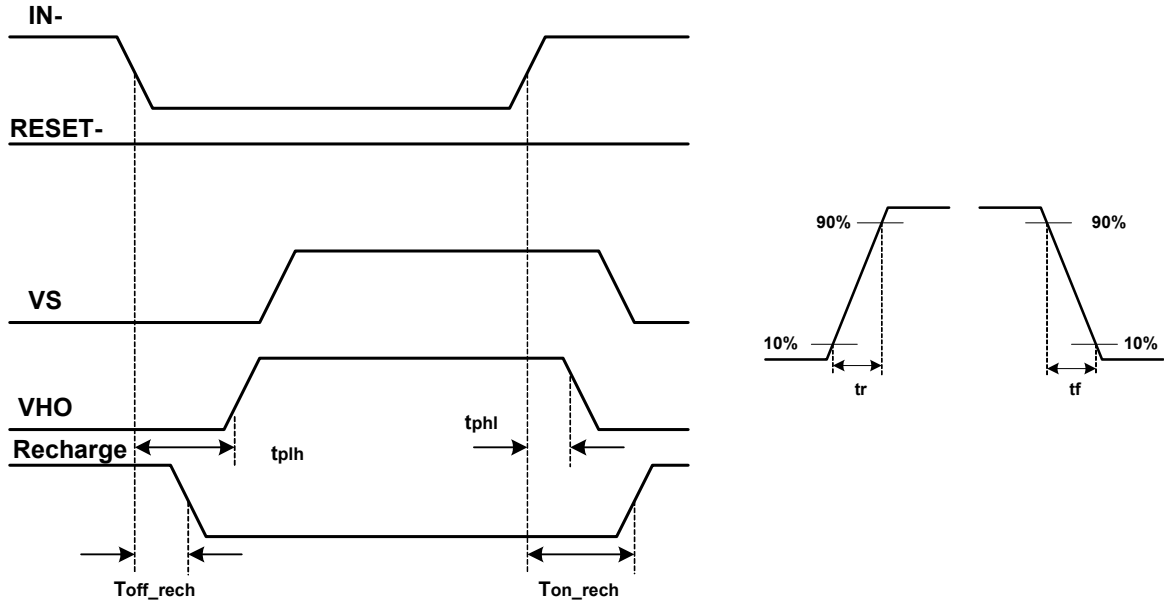 IN-
RESET-
VS
VHO
Recharge
tplh
tphl
Toff_rech
Ton_rech
90%
90%
10%
10%
tr
tf